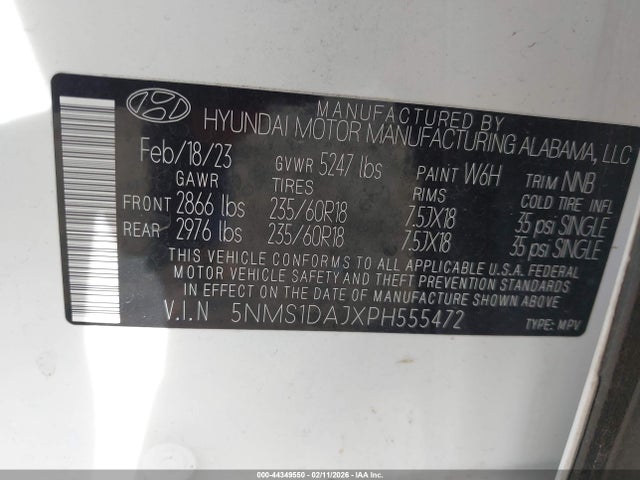 MANUFACTURED BY
HYUNDAI MOTOR MANUFACTURING ALABAMA, LLC
Feb/18/23 GVWR 5247 lbs PAINT W6H TRIM NNB
GAWR TIRES RIMS COLD TIRE INFL
FRONT 2866 lbs 235/60R18 7.5JX18 35 psi SINGLE
REAR 2976 lbs 235/60R18 7.5JX18 35 psi SINGLE
THIS VEHICLE CONFORMS TO ALL APPLICABLE U.S.A. FEDERAL
MOTOR VEHICLE SAFETY AND THEFT PREVENTION STANDARDS
IN EFFECT ON THE DATE OF MANUFACTURE SHOWN ABOVE.
V.I.N 5NMS1DAJXPH555472 TYPE: MPV
000-44349550 - 02/11/2026 - IAA Inc.